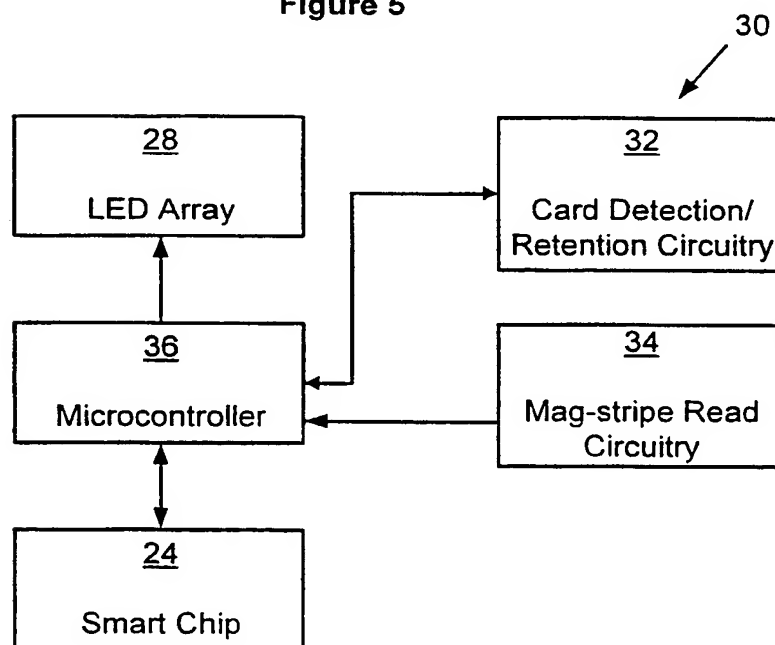 Figure 5
30
28
LED Array
32
Card Detection/
Retention Circuitry
36
Microcontroller
34
Mag-stripe Read
Circuitry
24
Smart Chip